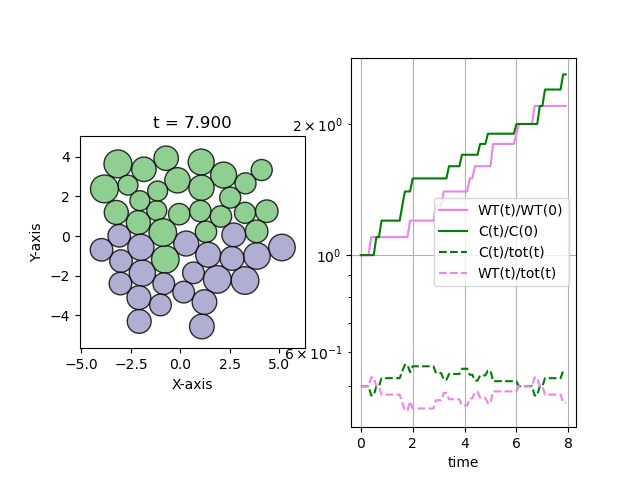 t = 7.900
Y-axis
4
2
0
−2
−4
−5.0 −2.5 0.0 2.5 5.0
X-axis
2 × 10⁰
10⁰
6 × 10⁻¹
WT(t)/WT(0)
C(t)/C(0)
C(t)/tot(t)
WT(t)/tot(t)
0 2 4 6 8
time